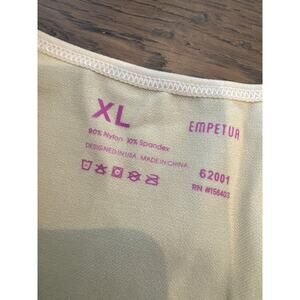 XL
EMPETUA
90% Nylon 10% Spandex
DESIGNED IN USA. MADE IN CHINA
62001
RN #156403